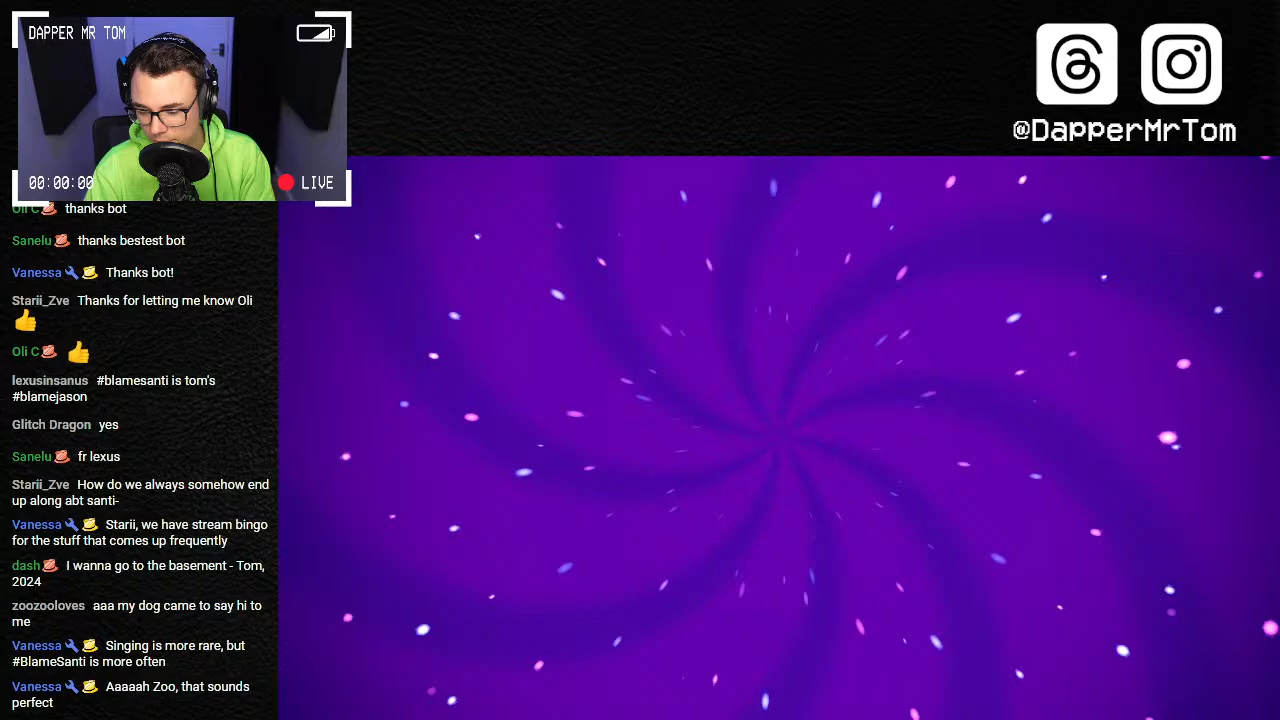 DAPPER MR TOM
00:00:00
LIVE
@DapperMrTom
Oli C thanks bot
Sanelu thanks bestest bot
Vanessa Thanks bot!
Starii_Zve Thanks for letting me know Oli
Oli C
lexusinsanus #blamesanti is tom's
#blamejason
Glitch Dragon yes
Sanelu fr lexus
Starii_Zve How do we always somehow end
up along abt santi-
Vanessa Starii, we have stream bingo
for the stuff that comes up frequently
dash I wanna go to the basement - Tom,
2024
zoozooloves aaa my dog came to say hi to
me
Vanessa Singing is more rare, but
#BlameSanti is more often
Vanessa Aaaaah Zoo, that sounds
perfect